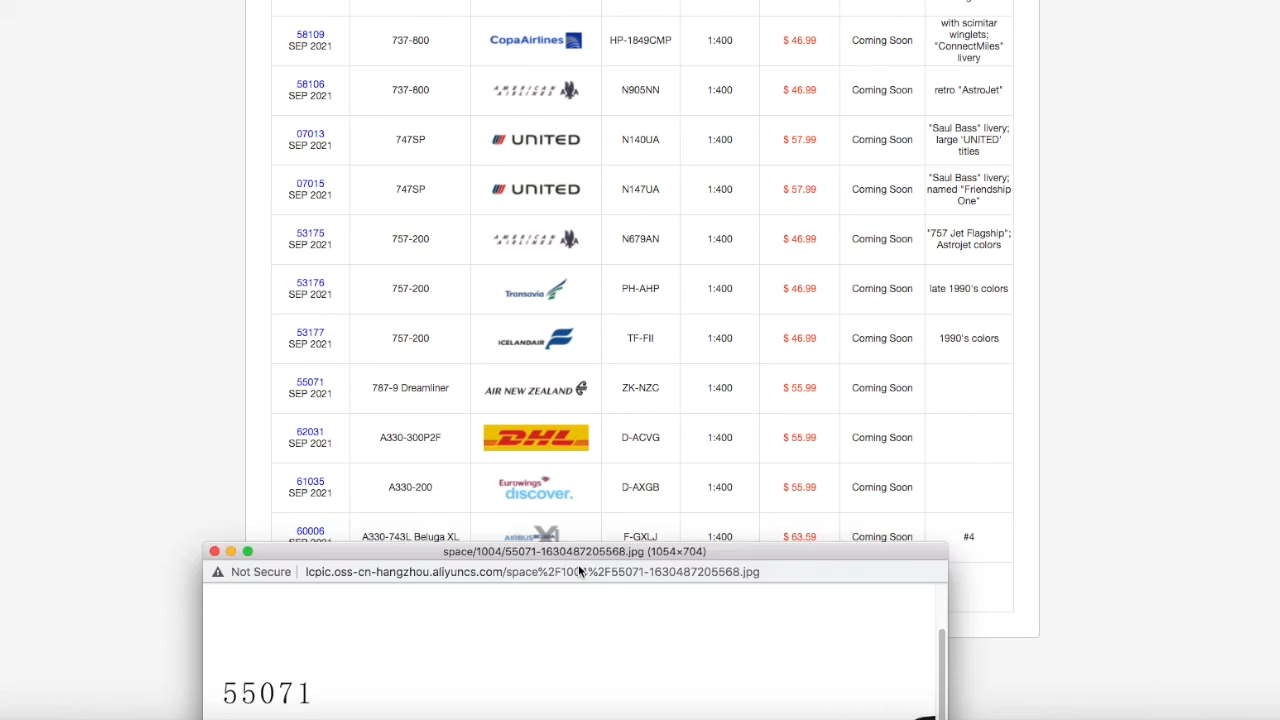 with scimitar
58109
SEP 2021
737-800
CopaAirlines
HP-1849CMP
1:400
$ 46.99
Coming Soon
winglets;
"ConnectMiles"
livery
58106
SEP 2021
737-800
AMERICAN
AIRLINES
N905NN
1:400
$ 46.99
Coming Soon
retro "AstroJet"
07013
SEP 2021
747SP
UNITED
N140UA
1:400
$ 57.99
Coming Soon
"Saul Bass" livery;
large 'UNITED'
titles
07015
SEP 2021
747SP
UNITED
N147UA
1:400
$ 57.99
Coming Soon
"Saul Bass" livery;
named "Friendship
One"
53175
SEP 2021
757-200
AMERICAN
AIRLINES
N679AN
1:400
$ 46.99
Coming Soon
"757 Jet Flagship";
Astrojet colors
53176
SEP 2021
757-200
Transavia
PH-AHP
1:400
$ 46.99
Coming Soon
late 1990's colors
53177
SEP 2021
757-200
ICELANDAIR
TF-FII
1:400
$ 46.99
Coming Soon
1990's colors
55071
SEP 2021
787-9 Dreamliner
AIR NEW ZEALAND
ZK-NZC
1:400
$ 55.99
Coming Soon
62031
SEP 2021
A330-300P2F
DHL
D-ACVG
1:400
$ 55.99
Coming Soon
61035
SEP 2021
A330-200
Eurowings
discover.
D-AXGB
1:400
$ 55.99
Coming Soon
60006
SEP 2021
A330-743L Beluga XL
AIRBUS
F-GXLJ
1:400
$ 63.59
Coming Soon
#4
space/1004/55071-1630487205568.jpg (1054×704)
Not Secure
lcpic.oss-cn-hangzhou.aliyuncs.com/space%2F1004%2F55071-1630487205568.jpg
55071